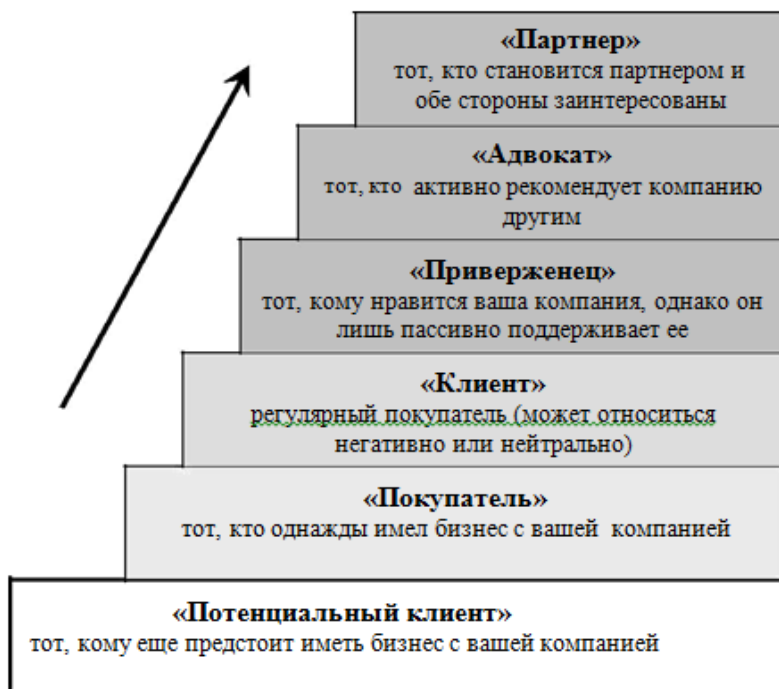 «Партнер»
тот, кто становится партнером и
обе стороны заинтересованы
«Адвокат»
тот, кто активно рекомендует компанию
другим
«Приверженец»
тот, кому нравится ваша компания, однако он
лишь пассивно поддерживает ее
«Клиент»
регулярный покупатель (может относиться
негативно или нейтрально)
«Покупатель»
тот, кто однажды имел бизнес с вашей компанией
«Потенциальный клиент»
тот, кому еще предстоит иметь бизнес с вашей компанией